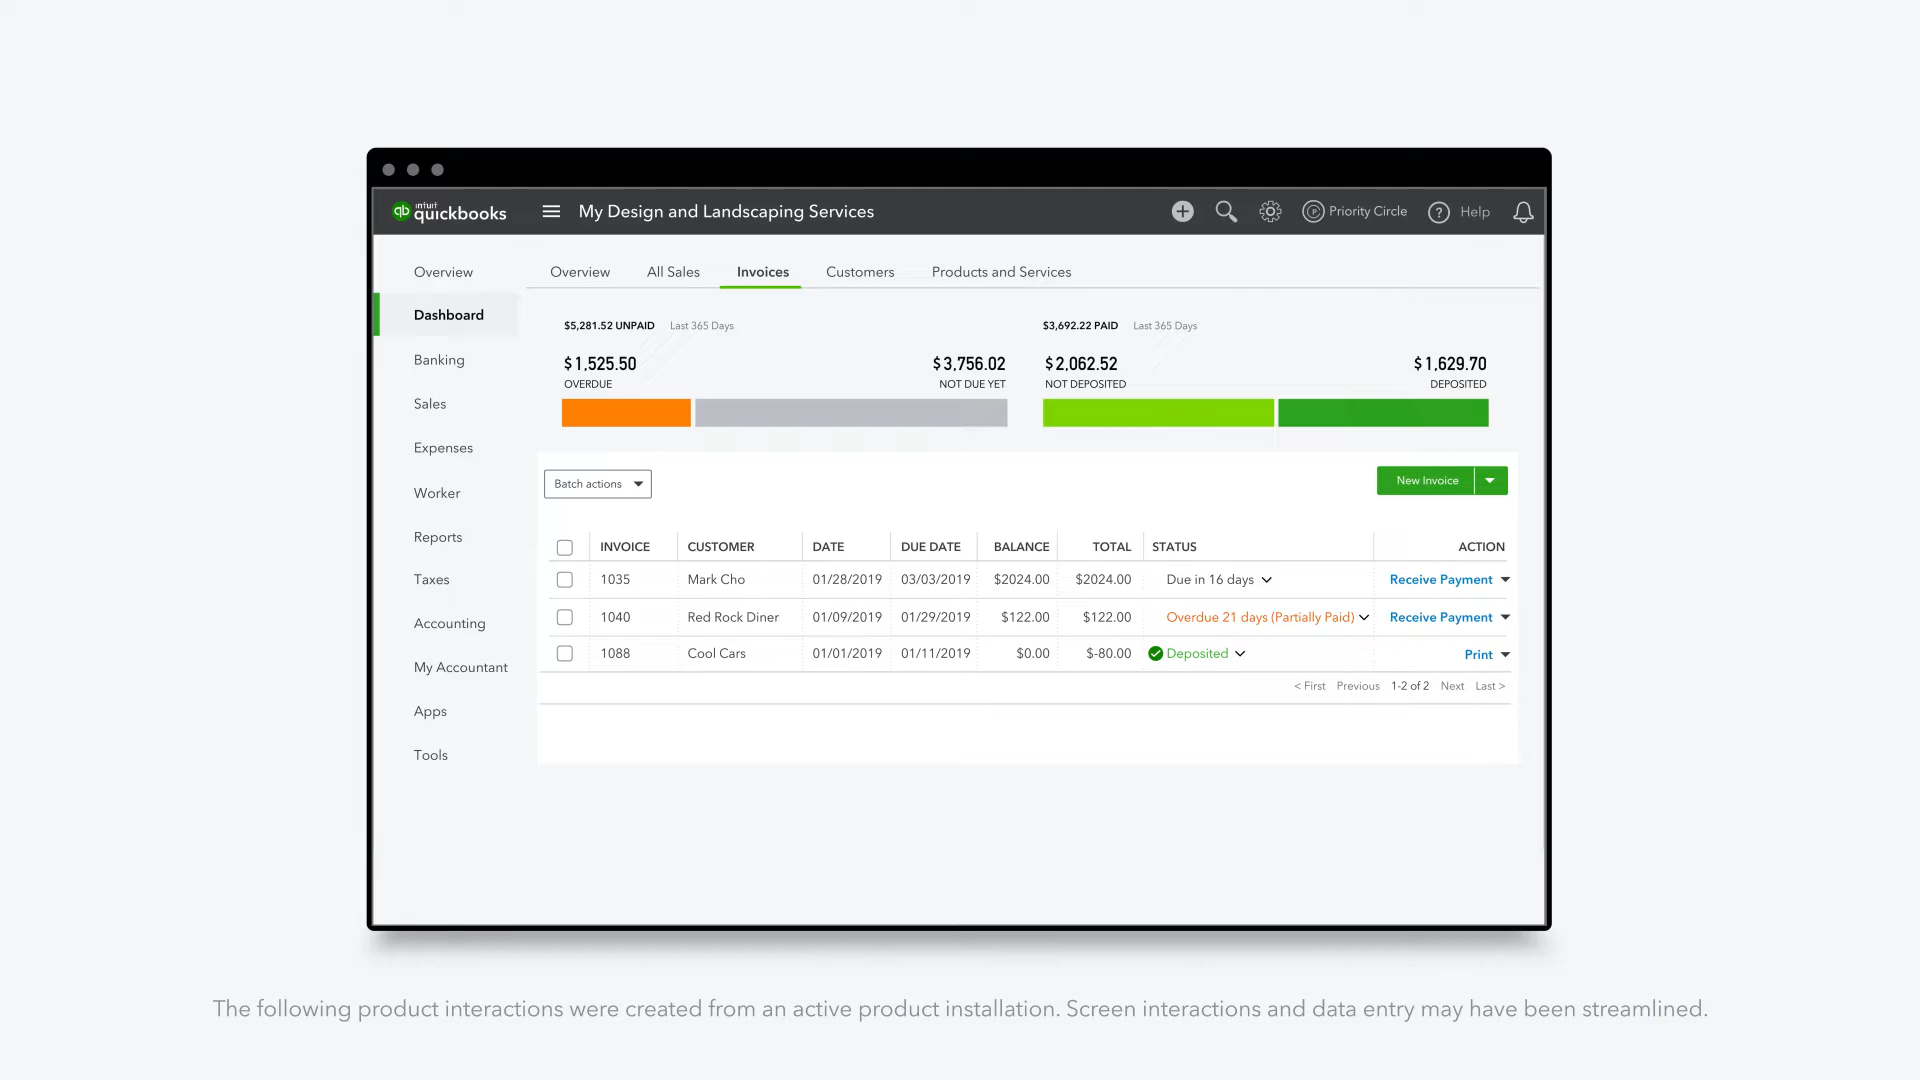 intuit
quickbooks
My Design and Landscaping Services
Priority Circle
Help
Overview
Dashboard
Banking
Sales
Expenses
Worker
Reports
Taxes
Accounting
My Accountant
Apps
Tools
Overview All Sales Invoices Customers Products and Services
$5,281.52 UNPAID Last 365 Days
$1,525.50 $3,756.02
OVERDUE NOT DUE YET
$3,692.22 PAID Last 365 Days
$2,062.52 $1,629.70
NOT DEPOSITED DEPOSITED
Batch actions
New Invoice
INVOICE CUSTOMER DATE DUE DATE BALANCE TOTAL STATUS ACTION
1035 Mark Cho 01/28/2019 03/03/2019 $2024.00 $2024.00 Due in 16 days Receive Payment
1040 Red Rock Diner 01/09/2019 01/29/2019 $122.00 $122.00 Overdue 21 days (Partially Paid) Receive Payment
1088 Cool Cars 01/01/2019 01/11/2019 $0.00 $-80.00 Deposited Print
< First Previous 1-2 of 2 Next Last >
The following product interactions were created from an active product installation. Screen interactions and data entry may have been streamlined.